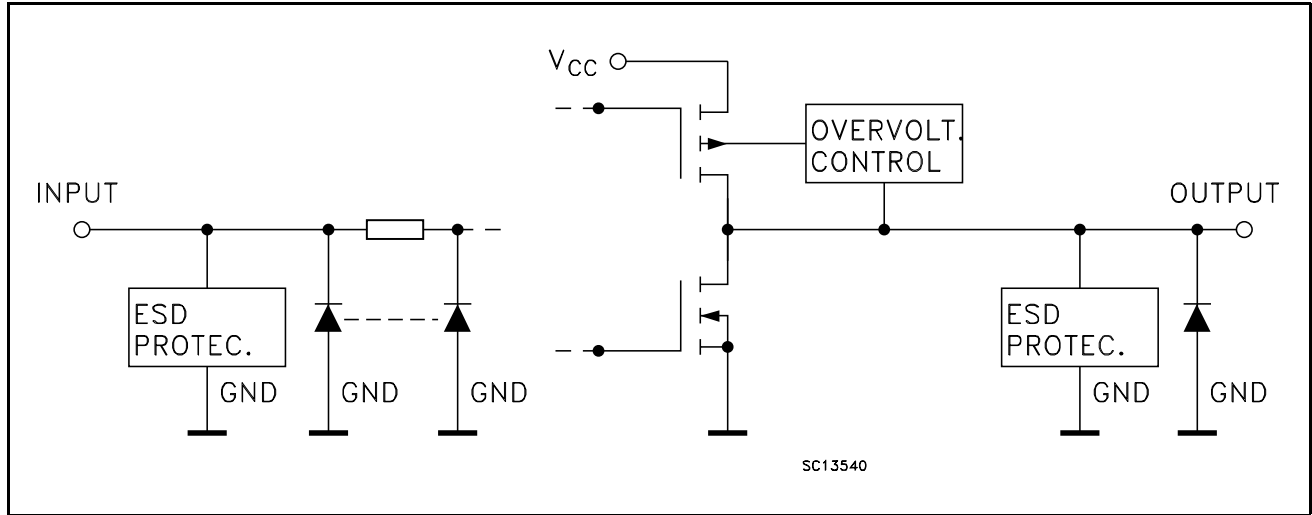 VCC
OVERVOLT.
CONTROL
INPUT
OUTPUT
ESD
PROTEC.
GND
GND
GND
ESD
PROTEC.
GND
GND
SC13540